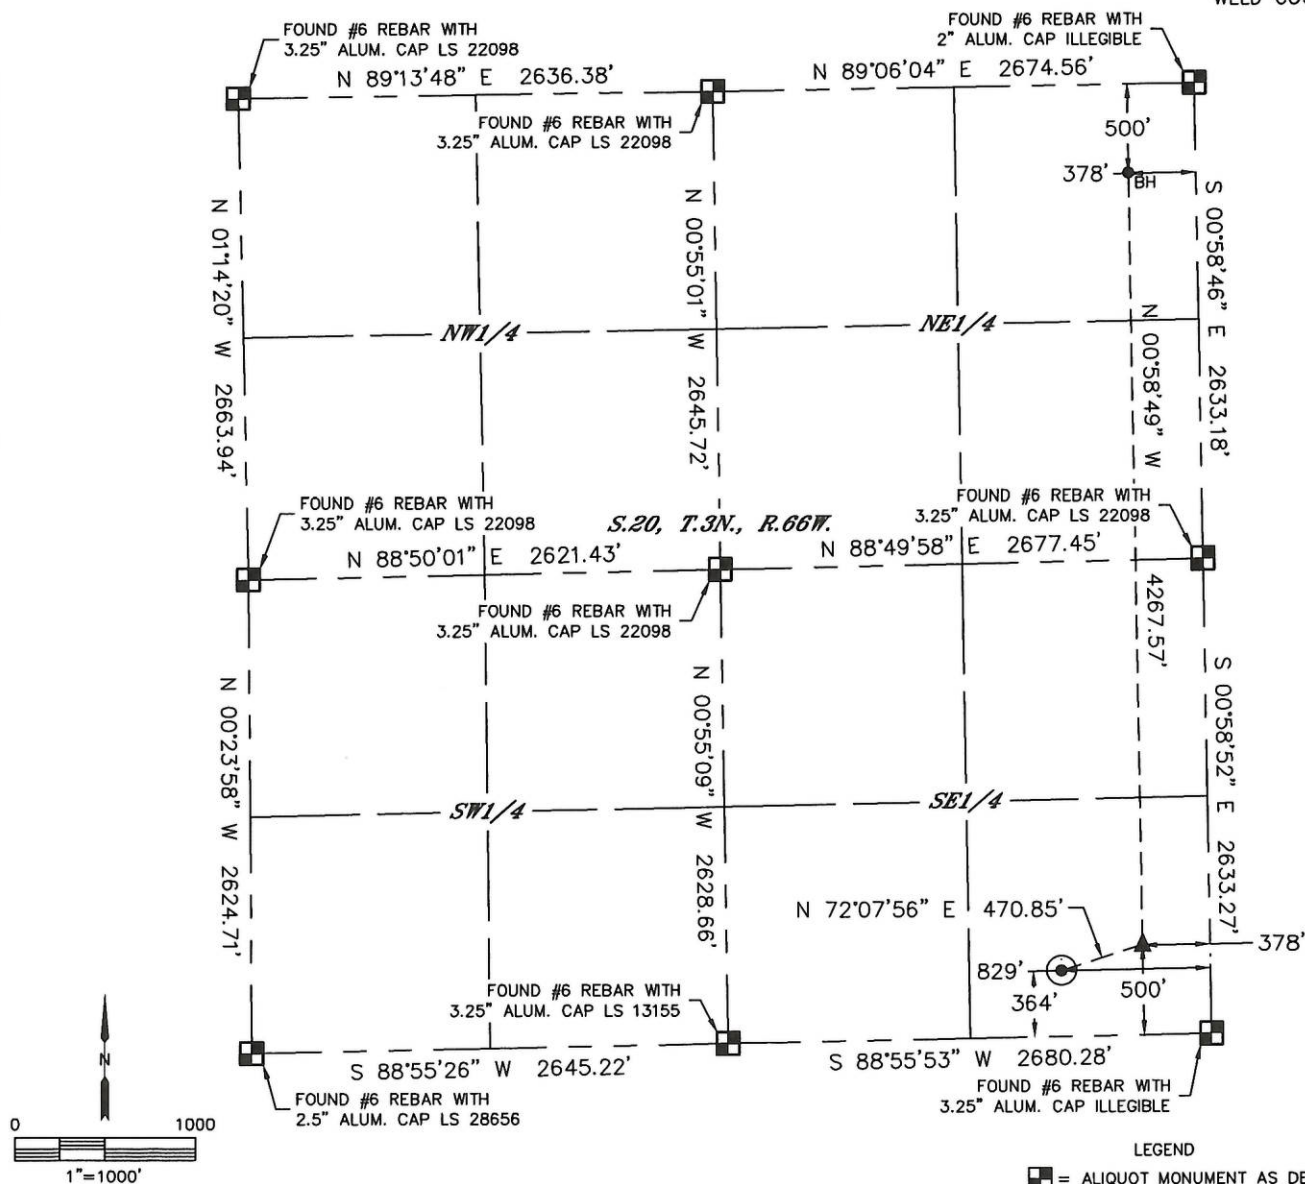 WELD COU
FOUND #6 REBAR WITH
3.25" ALUM. CAP LS 22098
FOUND #6 REBAR WITH
2" ALUM. CAP ILLEGIBLE
N 89°13'48" E 2636.38'
N 89°06'04" E 2674.56'
FOUND #6 REBAR WITH
3.25" ALUM. CAP LS 22098
500'
378'
BH
N 01°14'20" W 2663.94'
N 00°55'01" W 2645.72'
S 00°58'46" E 2633.18'
NW1/4
NE1/4
N 00°58'49" W 4267.57'
FOUND #6 REBAR WITH
3.25" ALUM. CAP LS 22098
S.20, T.3N., R.66W.
FOUND #6 REBAR WITH
3.25" ALUM. CAP LS 22098
N 88°50'01" E 2621.43'
N 88°49'58" E 2677.45'
FOUND #6 REBAR WITH
3.25" ALUM. CAP LS 22098
N 00°23'58" W 2624.71'
N 00°55'09" W 2628.66'
S 00°58'52" E 2633.27'
SW1/4
SE1/4
N 72°07'56" E 470.85'
378'
829'
364'
500'
FOUND #6 REBAR WITH
3.25" ALUM. CAP LS 13155
S 88°55'26" W 2645.22'
S 88°55'53" W 2680.28'
FOUND #6 REBAR WITH
2.5" ALUM. CAP LS 28656
FOUND #6 REBAR WITH
3.25" ALUM. CAP ILLEGIBLE
N
0 1000
1"=1000'
LEGEND
= ALIQUOT MONUMENT AS DE